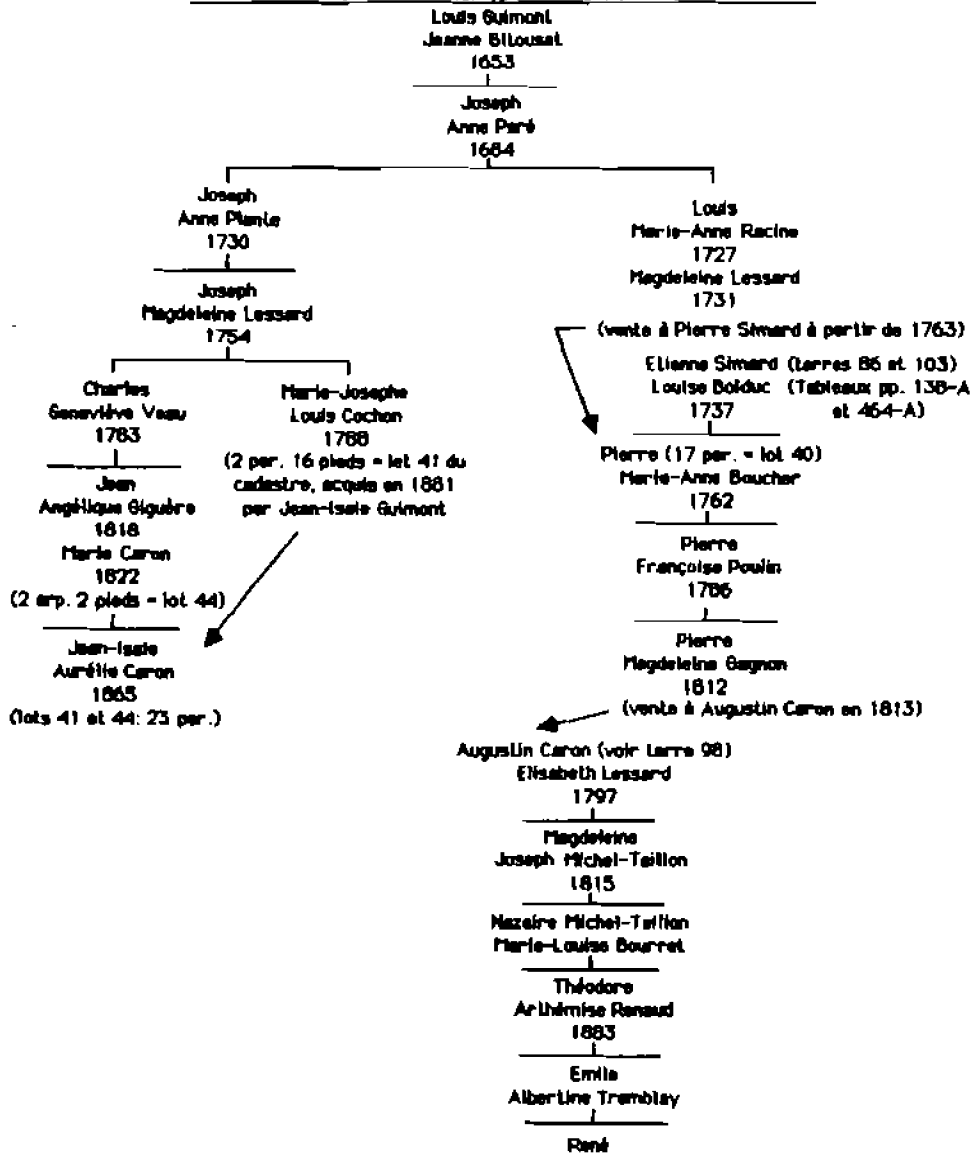 Louis Guimont
Jeanne Bitouset
1653
Joseph
Anne Paré
1684
Joseph
Anne Plante
1730
Joseph
Magdeleine Lessard
1754
Charles
Geneviève Veau
1783
Jean
Angélique Giguère
1818
Marie Caron
1822
(2 arp. 2 pieds = lot 44)
Jean-Isaïe
Aurélie Caron
1865
(lots 41 et 44: 23 per.)
Marie-Josephe
Louis Cochon
1788
(2 per. 16 pieds = lot 41 du
cadastre, acquis en 1881
par Jean-Isaïe Guimont
Louis
Marie-Anne Racine
1727
Magdeleine Lessard
1731
(vente à Pierre Simard à partir de 1763)
Etienne Simard (terres 86 et 103)
Louise Bolduc (Tableaux pp. 138-A
1737 et 464-A)
Pierre (17 per. = lot 40)
Marie-Anne Boucher
1762
Pierre
Françoise Poulin
1786
Pierre
Magdeleine Gagnon
1812
(vente à Augustin Caron en 1813)
Augustin Caron (voir terre 98)
Elisabeth Lessard
1797
Magdeleine
Joseph Michel-Taillon
1815
Nazaire Michel-Taillon
Marie-Louise Bourret
Théodore
Arthémise Renaud
1883
Emile
Albertine Tremblay
René